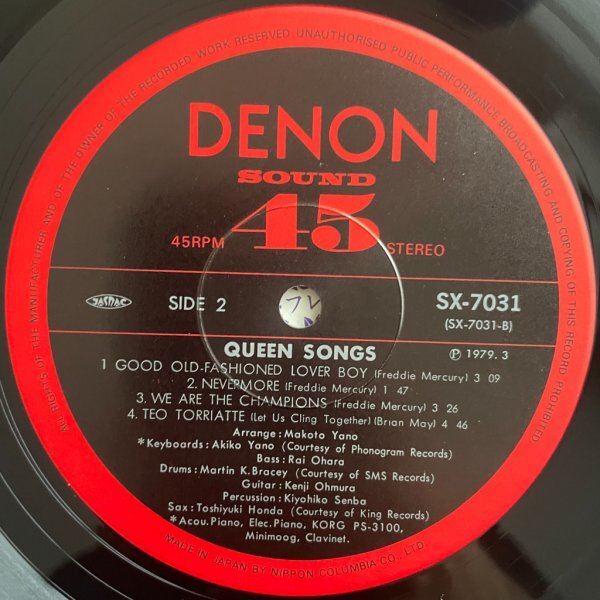 ALL RIGHTS OF THE MANUFACTURER AND OF THE OWNER OF THE RECORDED WORK RESERVED UNAUTHORISED PUBLIC PERFORMANCE BROADCASTING AND COPYING OF THIS RECORD PROHIBITED
DENON
SOUND
45RPM 45 STEREO
JASRAC SIDE 2 SX-7031
(SX-7031-B)
QUEEN SONGS Ⓟ 1979. 3
1 GOOD OLD-FASHIONED LOVER BOY (Freddie Mercury) 3 09
2. NEVERMORE (Freddie Mercury) 1 47
3. WE ARE THE CHAMPIONS (Freddie Mercury) 3 26
4. TEO TORRIATTE (Let Us Cling Together) (Brian May) 4 46
Arrange: Makoto Yano
*Keyboards: Akiko Yano (Courtesy of Phonogram Records)
Bass: Rai Ohara
Drums: Martin K.Bracey (Courtesy of SMS Records)
Guitar: Kenji Ohmura
Percussion: Kiyohiko Senba
Sax: Toshiyuki Honda (Courtesy of King Records)
*Acou.Piano, Elec.Piano, KORG PS-3100,
Minimoog, Clavinet.
MADE IN JAPAN BY NIPPON COLUMBIA CO., LTD.